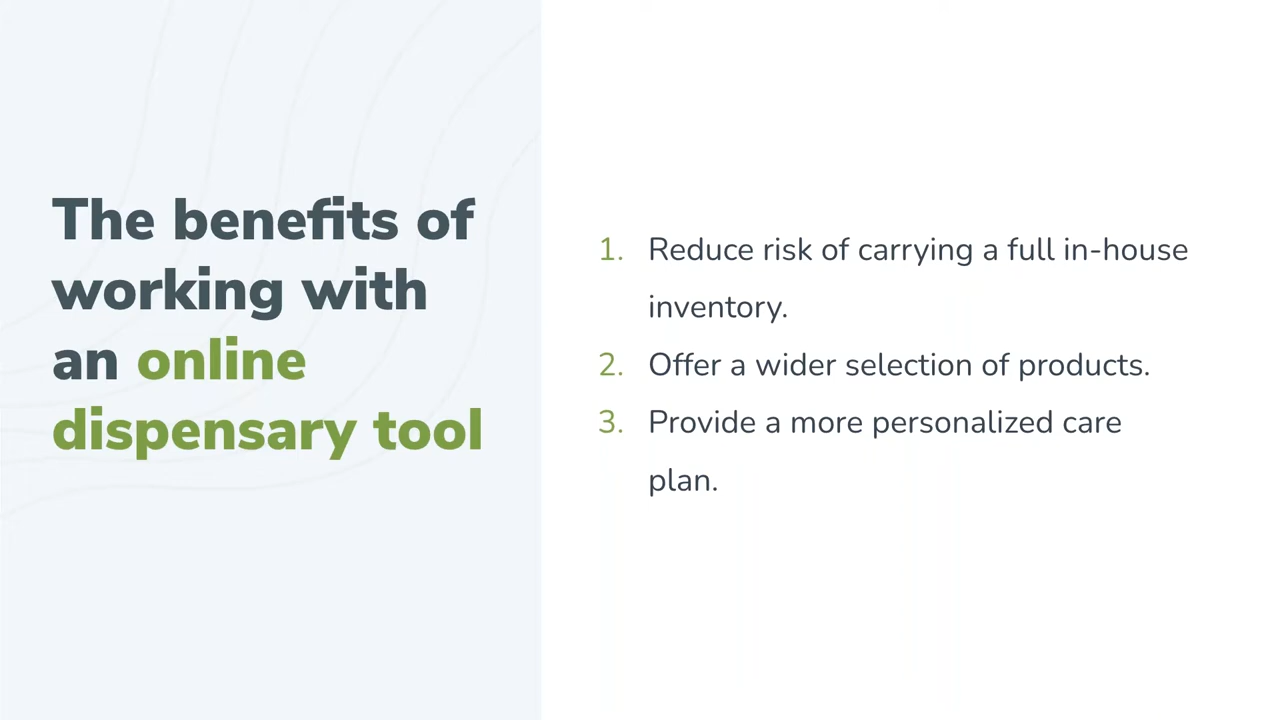 The benefits of
working with
an online
dispensary tool
1. Reduce risk of carrying a full in-house
inventory.
2. Offer a wider selection of products.
3. Provide a more personalized care
plan.